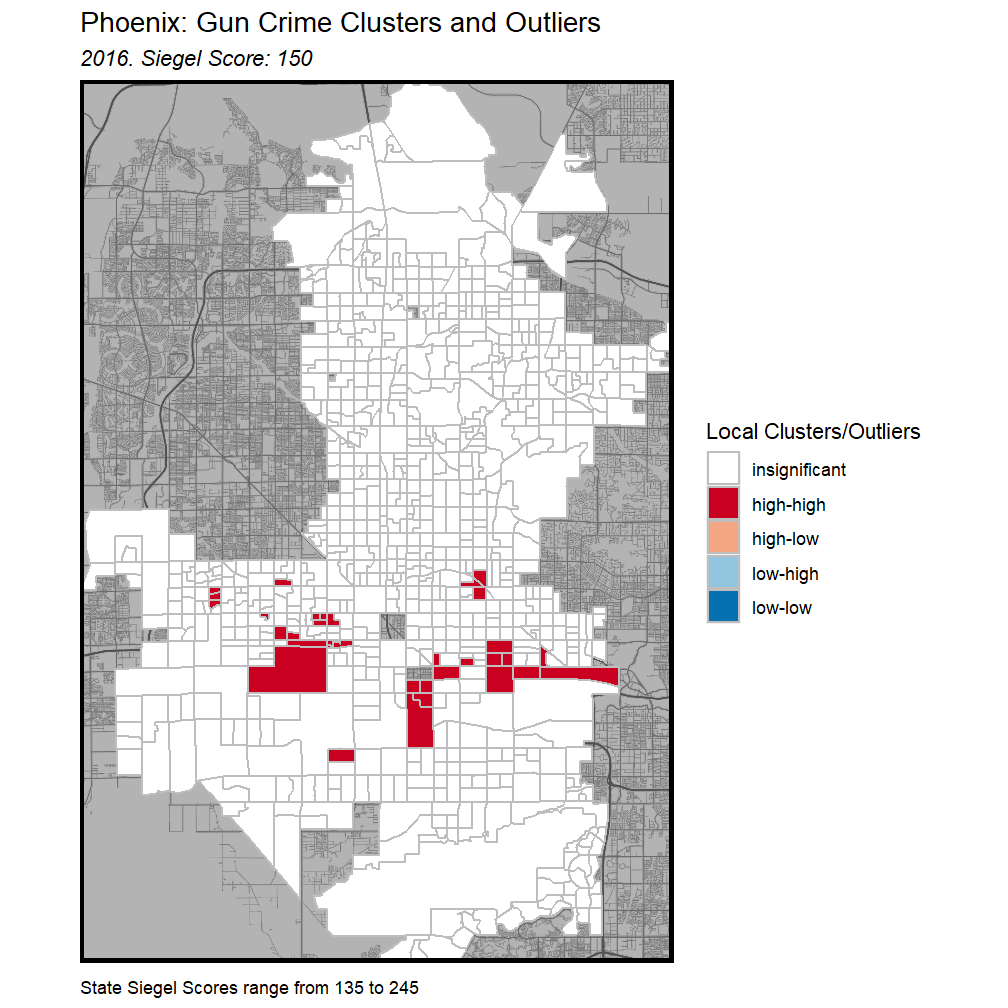 Phoenix: Gun Crime Clusters and Outliers
2016. Siegel Score: 150
Local Clusters/Outliers
insignificant
high-high
high-low
low-high
low-low
State Siegel Scores range from 135 to 245